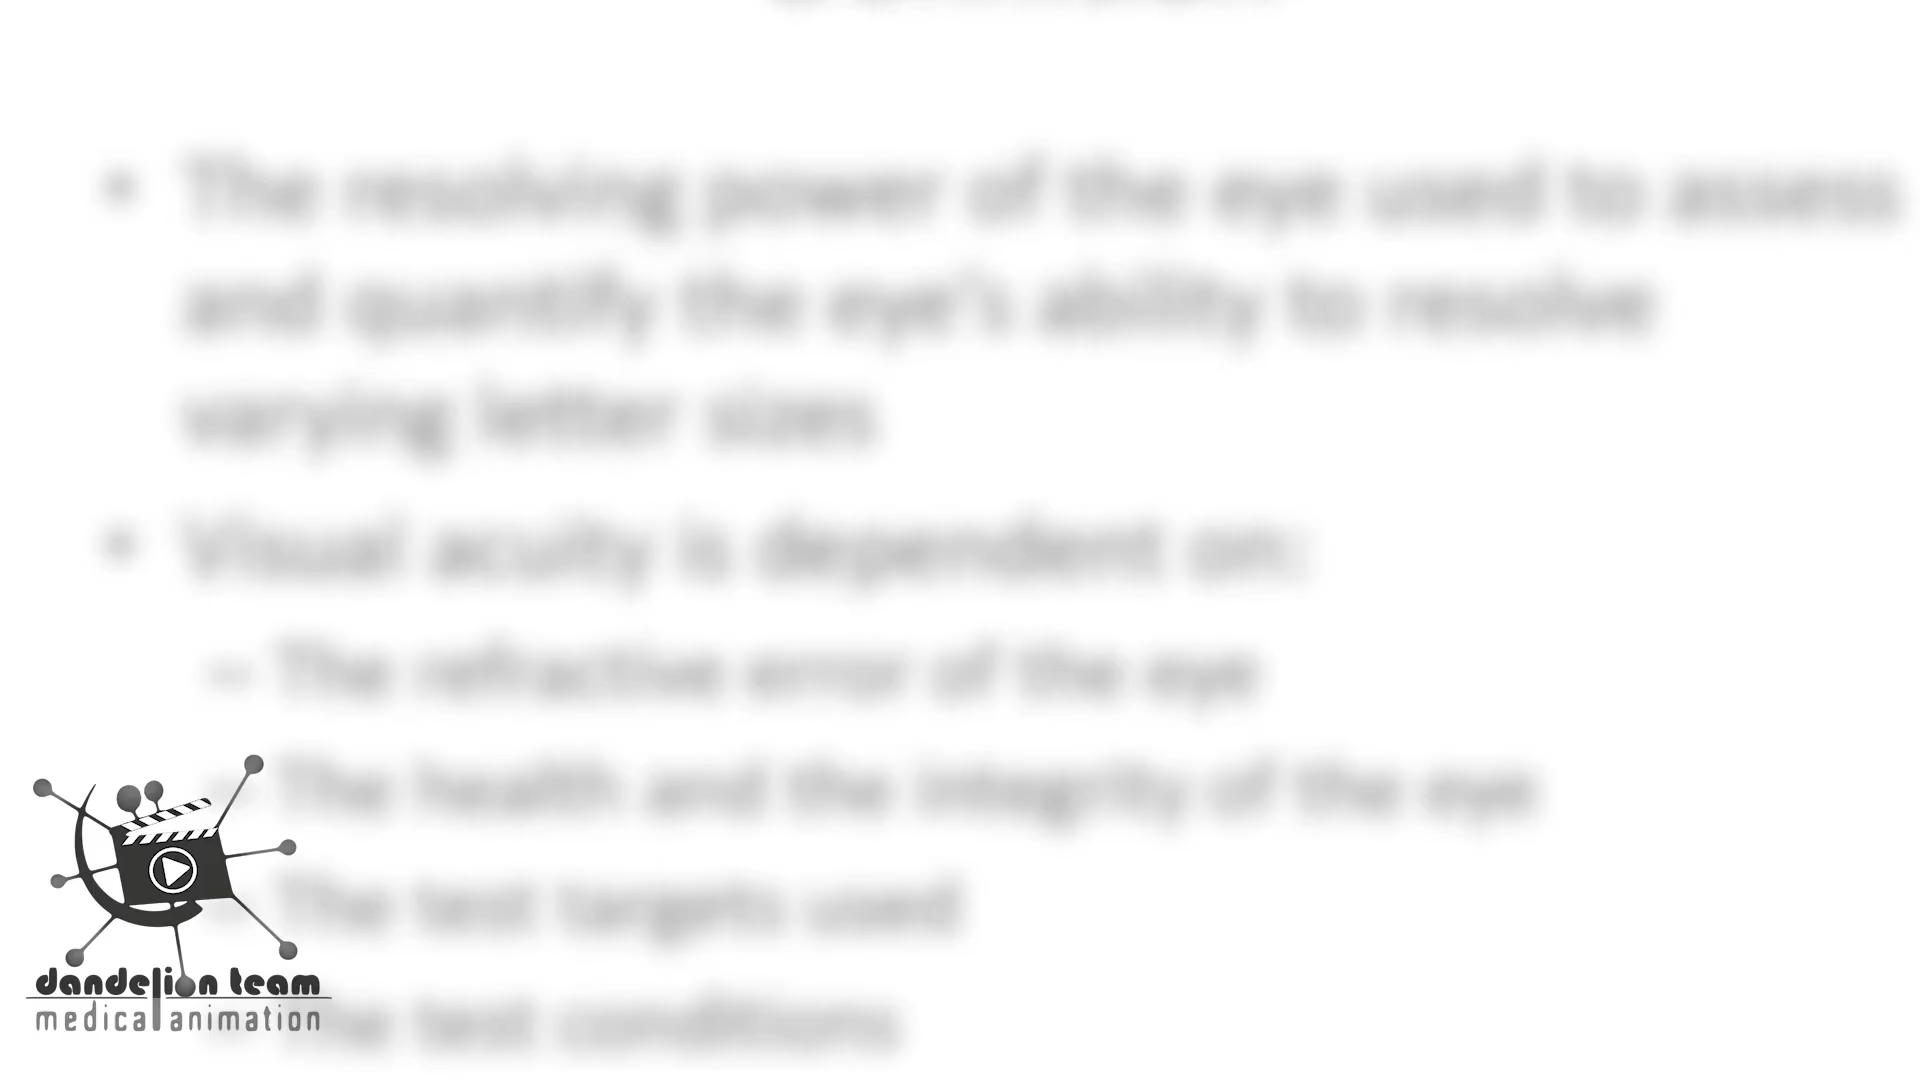 • The resolving power of the eye used to assess
and quantify the eye's ability to resolve
varying letter sizes
• Visual acuity is dependent on:
– The refractive error of the eye
– The health and the integrity of the eye
– The test targets used
– The test conditions
dandelion team
medical animation